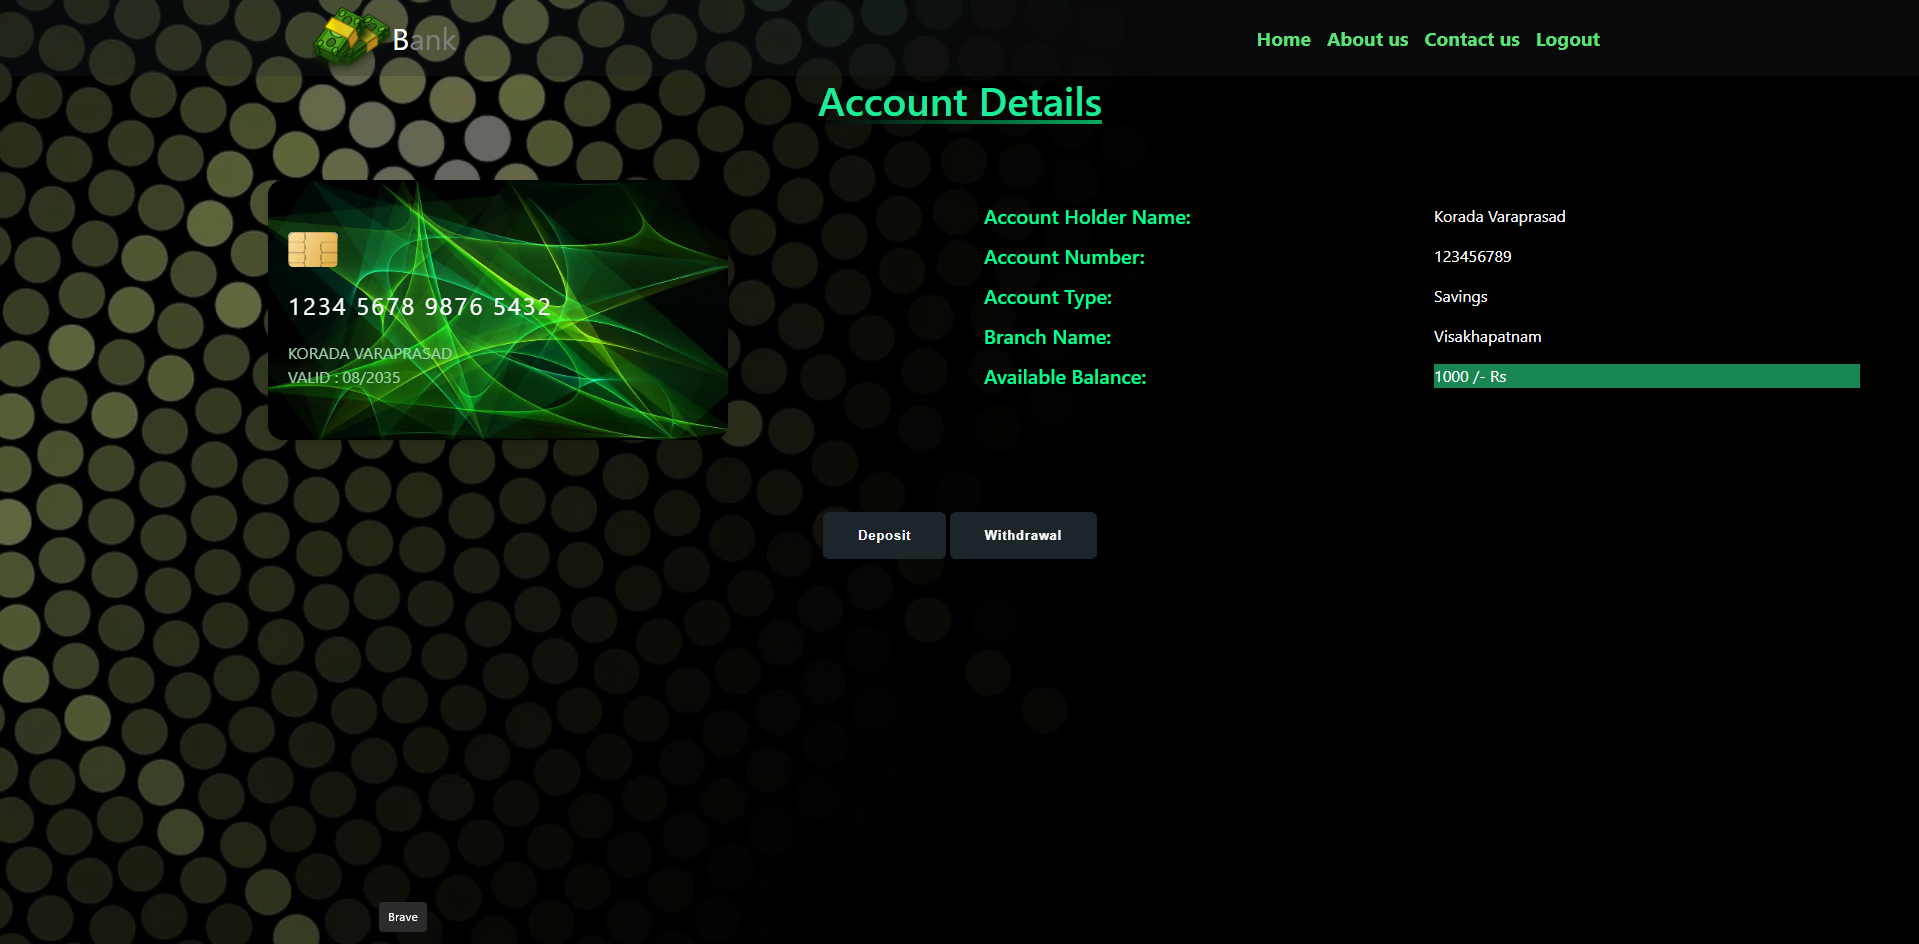 Bank
Home About us Contact us Logout
Account Details
1234 5678 9876 5432
KORADA VARAPRASAD
VALID : 08/2035
Account Holder Name: Korada Varaprasad
Account Number: 123456789
Account Type: Savings
Branch Name: Visakhapatnam
Available Balance: 1000 /- Rs
Deposit Withdrawal
Brave